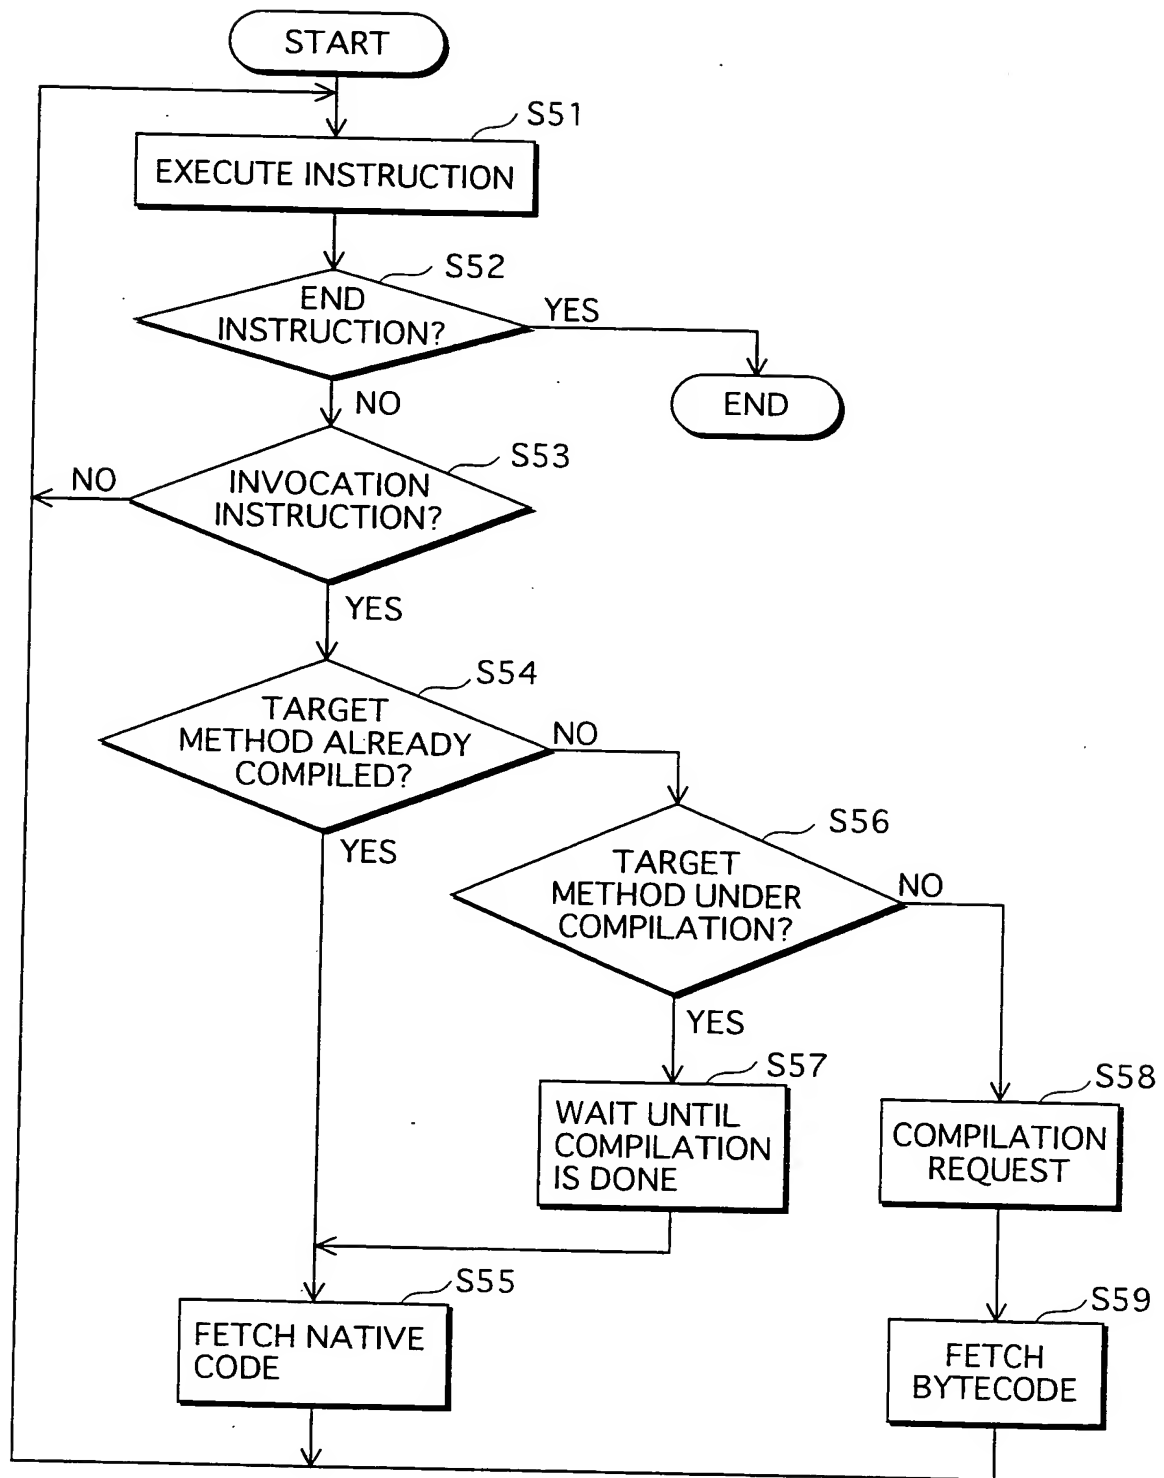 START
S51
EXECUTE INSTRUCTION
S52
END
INSTRUCTION?
YES
END
NO
S53
INVOCATION
INSTRUCTION?
NO
YES
S54
TARGET
METHOD ALREADY
COMPILED?
NO
YES
S56
TARGET
METHOD UNDER
COMPILATION?
NO
YES
S57
WAIT UNTIL
COMPILATION
IS DONE
S58
COMPILATION
REQUEST
S55
FETCH NATIVE
CODE
S59
FETCH
BYTECODE